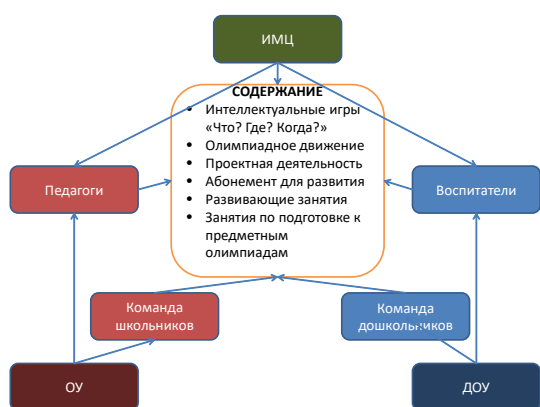 ИМЦ
СОДЕРЖАНИЕ
• Интеллектуальные игры
«Что? Где? Когда?»
• Олимпиадное движение
• Проектная деятельность
• Абонемент для развития
• Развивающие занятия
• Занятия по подготовке к
предметным
олимпиадам
Педагоги
Воспитатели
Команда
школьников
Команда
дошкольников
ОУ
ДОУ